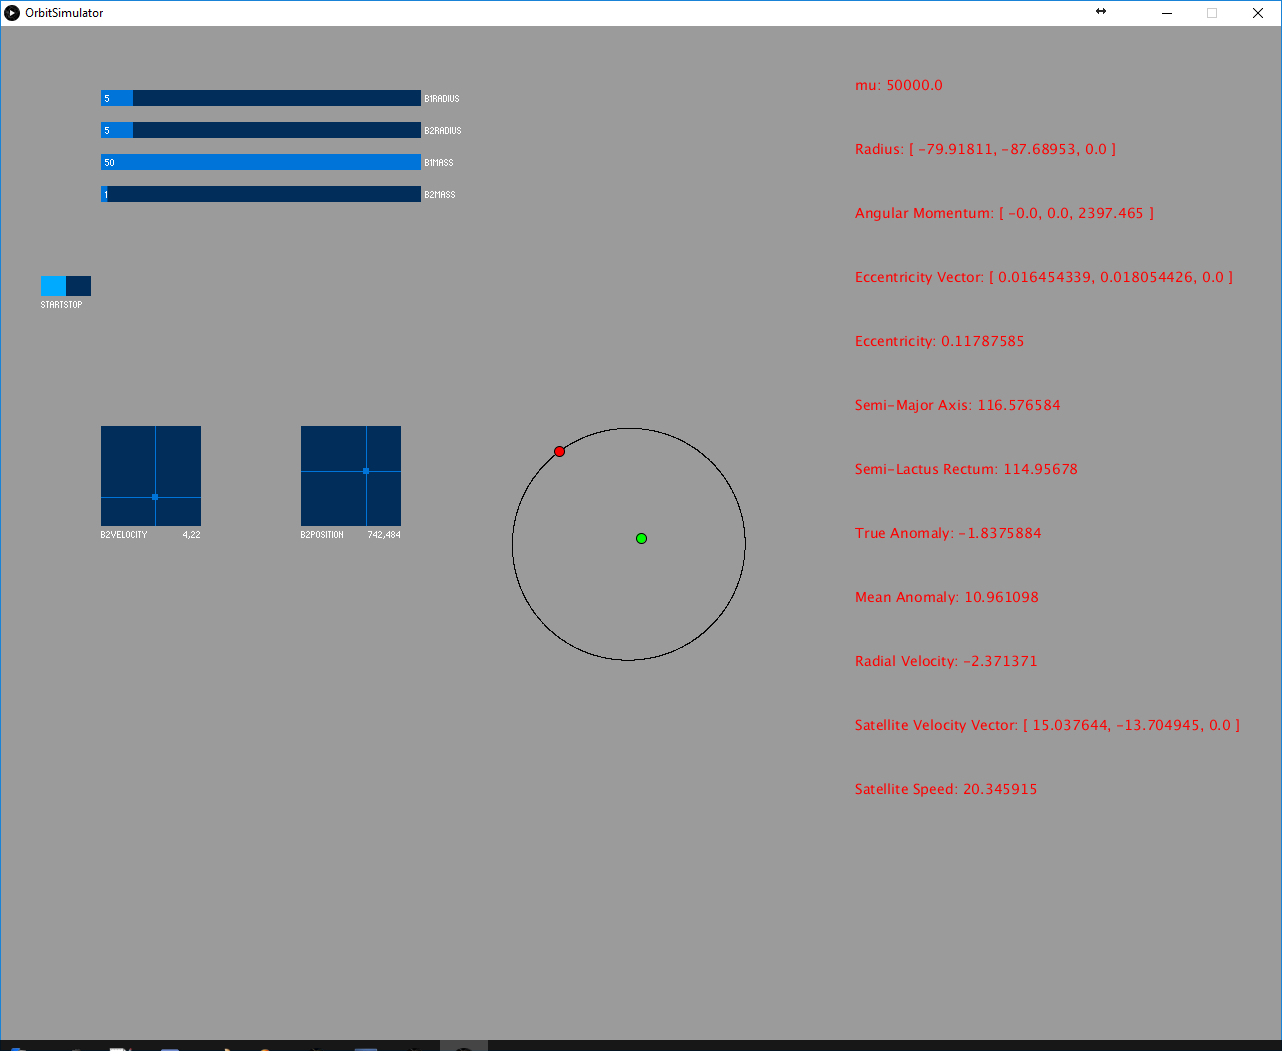 OrbitSimulator
5 B1RADIUS
5 B2RADIUS
50 B1MASS
1 B2MASS
STARTSTOP
B2VELOCITY 4,22
B2POSITION 742,484
mu: 50000.0
Radius: [ -79.91811, -87.68953, 0.0 ]
Angular Momentum: [ -0.0, 0.0, 2397.465 ]
Eccentricity Vector: [ 0.016454339, 0.018054426, 0.0 ]
Eccentricity: 0.11787585
Semi-Major Axis: 116.576584
Semi-Lactus Rectum: 114.95678
True Anomaly: -1.8375884
Mean Anomaly: 10.961098
Radial Velocity: -2.371371
Satellite Velocity Vector: [ 15.037644, -13.704945, 0.0 ]
Satellite Speed: 20.345915